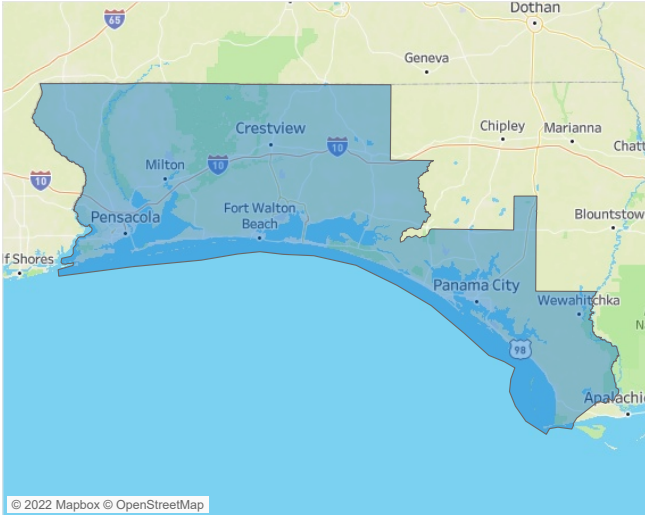 65
Dothan
Geneva
Crestview
Chipley
Marianna
10
10
Chatt
Milton
10
Fort Walton
Beach
Pensacola
Blountstow
lf Shores
Panama City
Wewahitchka
N
98
Apalachi
© 2022 Mapbox © OpenStreetMap